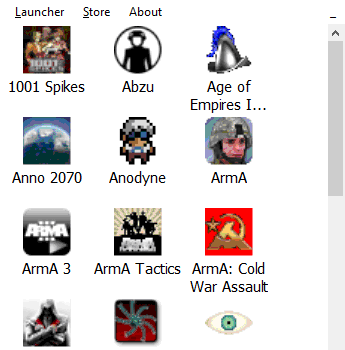 Launcher Store About
1001 Spikes Abzu Age of
Empires I...
Anno 2070 Anodyne ArmA
ArmA 3 ArmA Tactics ArmA: Cold
War Assault